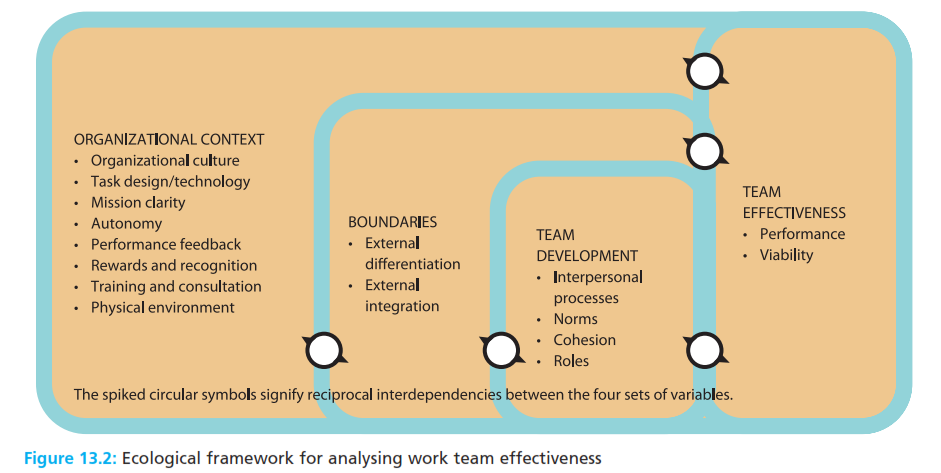 ORGANIZATIONAL CONTEXT
• Organizational culture
• Task design/technology
• Mission clarity
• Autonomy
• Performance feedback
• Rewards and recognition
• Training and consultation
• Physical environment
BOUNDARIES
• External
differentiation
• External
integration
TEAM
DEVELOPMENT
• Interpersonal
processes
• Norms
• Cohesion
• Roles
TEAM
EFFECTIVENESS
• Performance
• Viability
The spiked circular symbols signify reciprocal interdependencies between the four sets of variables.
Figure 13.2: Ecological framework for analysing work team effectiveness